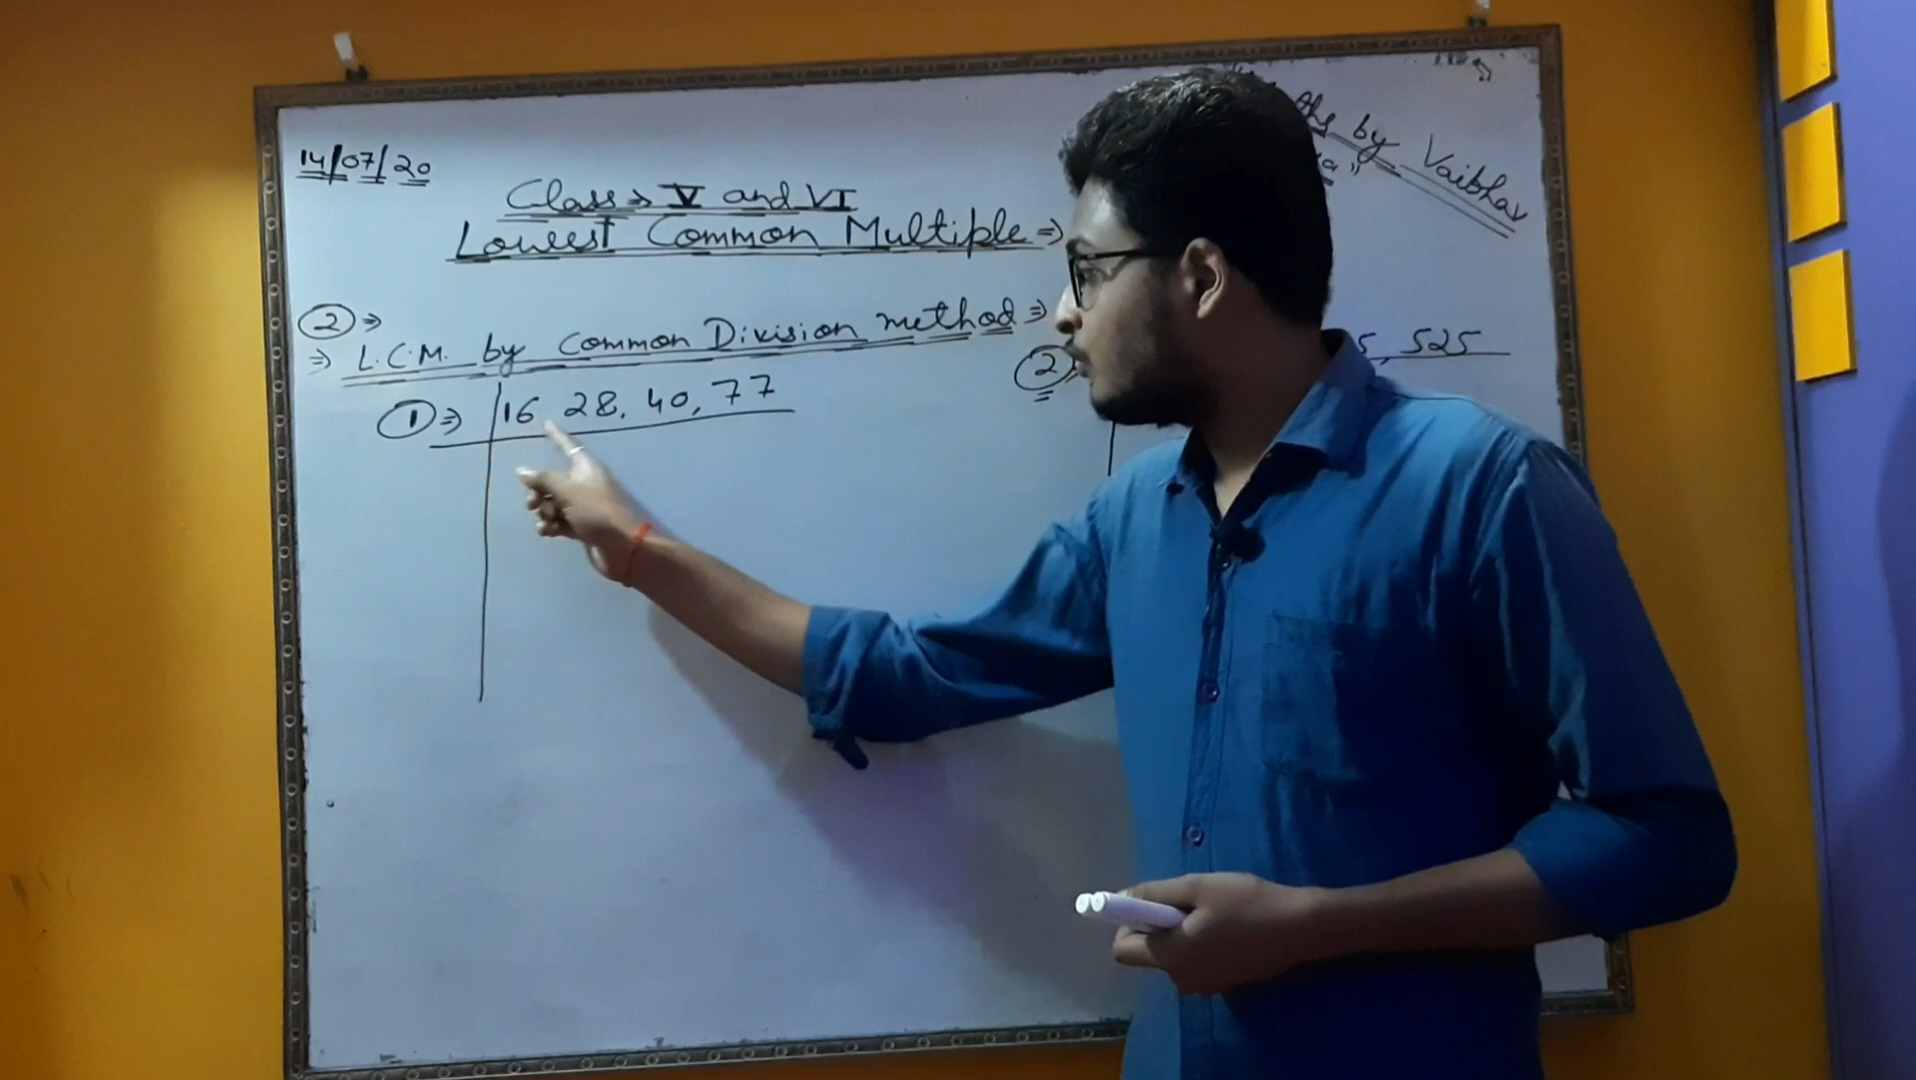 14/07/20
by Vaibhav
Class ⇒ V and VI
Lowest Common Multiple ⇒
② ⇒
⇒ L.C.M. by Common Division method ⇒
① ⇒ 16 28, 40, 77
② 5, 525